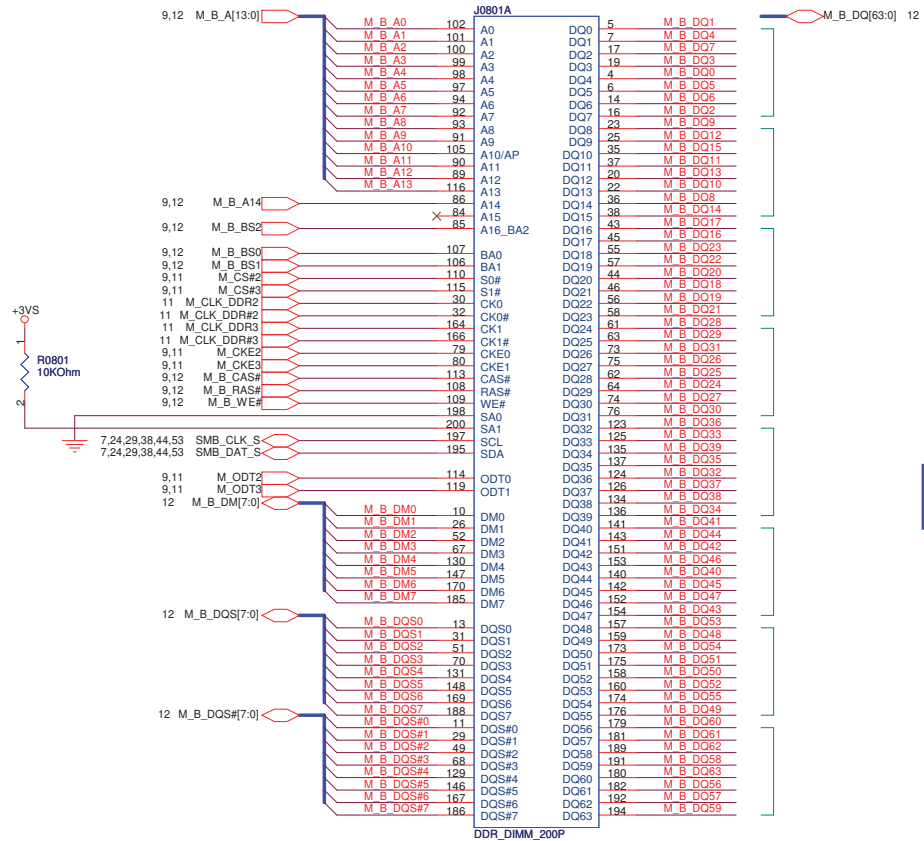 J0801A
9,12 M_B_A[13:0]
M_B_A0 102 A0
M_B_A1 101 A1
M_B_A2 100 A2
M_B_A3 99 A3
M_B_A4 98 A4
M_B_A5 97 A5
M_B_A6 94 A6
M_B_A7 92 A7
M_B_A8 93 A8
M_B_A9 91 A9
M_B_A10 105 A10/AP
M_B_A11 90 A11
M_B_A12 89 A12
M_B_A13 116 A13
9,12 M_B_A14 86 A14
84 A15
9,12 M_B_BS2 85 A16_BA2
9,12 M_B_BS0 107 BA0
9,12 M_B_BS1 106 BA1
9,11 M_CS#2 110 S0#
9,11 M_CS#3 115 S1#
11 M_CLK_DDR2 30 CK0
11 M_CLK_DDR#2 32 CK0#
11 M_CLK_DDR3 164 CK1
11 M_CLK_DDR#3 166 CK1#
9,11 M_CKE2 79 CKE0
9,11 M_CKE3 80 CKE1
9,12 M_B_CAS# 113 CAS#
9,12 M_B_RAS# 108 RAS#
9,12 M_B_WE# 109 WE#
198 SA0
200 SA1
7,24,29,38,44,53 SMB_CLK_S 197 SCL
7,24,29,38,44,53 SMB_DAT_S 195 SDA
+3VS
1
R0801
10KOhm
2
9,11 M_ODT2 114 ODT0
9,11 M_ODT3 119 ODT1
12 M_B_DM[7:0]
M_B_DM0 10 DM0
M_B_DM1 26 DM1
M_B_DM2 52 DM2
M_B_DM3 67 DM3
M_B_DM4 130 DM4
M_B_DM5 147 DM5
M_B_DM6 170 DM6
M_B_DM7 185 DM7
12 M_B_DQS[7:0]
M_B_DQS0 13 DQS0
M_B_DQS1 31 DQS1
M_B_DQS2 51 DQS2
M_B_DQS3 70 DQS3
M_B_DQS4 131 DQS4
M_B_DQS5 148 DQS5
M_B_DQS6 169 DQS6
M_B_DQS7 188 DQS7
12 M_B_DQS#[7:0]
M_B_DQS#0 11 DQS#0
M_B_DQS#1 29 DQS#1
M_B_DQS#2 49 DQS#2
M_B_DQS#3 68 DQS#3
M_B_DQS#4 129 DQS#4
M_B_DQS#5 146 DQS#5
M_B_DQS#6 167 DQS#6
M_B_DQS#7 186 DQS#7
M_B_DQ[63:0] 12
DQ0 5 M_B_DQ1
DQ1 7 M_B_DQ4
DQ2 17 M_B_DQ7
DQ3 19 M_B_DQ3
DQ4 4 M_B_DQ0
DQ5 6 M_B_DQ5
DQ6 14 M_B_DQ6
DQ7 16 M_B_DQ2
DQ8 23 M_B_DQ9
DQ9 25 M_B_DQ12
DQ10 35 M_B_DQ15
DQ11 37 M_B_DQ11
DQ12 20 M_B_DQ13
DQ13 22 M_B_DQ10
DQ14 36 M_B_DQ8
DQ15 38 M_B_DQ14
DQ16 43 M_B_DQ17
DQ17 45 M_B_DQ16
DQ18 55 M_B_DQ23
DQ19 57 M_B_DQ22
DQ20 44 M_B_DQ20
DQ21 46 M_B_DQ18
DQ22 56 M_B_DQ19
DQ23 58 M_B_DQ21
DQ24 61 M_B_DQ28
DQ25 63 M_B_DQ29
DQ26 73 M_B_DQ31
DQ27 75 M_B_DQ26
DQ28 62 M_B_DQ25
DQ29 64 M_B_DQ24
DQ30 74 M_B_DQ27
DQ31 76 M_B_DQ30
DQ32 123 M_B_DQ36
DQ33 125 M_B_DQ33
DQ34 135 M_B_DQ39
DQ35 137 M_B_DQ35
DQ36 124 M_B_DQ32
DQ37 126 M_B_DQ37
DQ38 134 M_B_DQ38
DQ39 136 M_B_DQ34
DQ40 141 M_B_DQ41
DQ41 143 M_B_DQ44
DQ42 151 M_B_DQ42
DQ43 153 M_B_DQ46
DQ44 140 M_B_DQ40
DQ45 142 M_B_DQ45
DQ46 152 M_B_DQ47
DQ47 154 M_B_DQ43
DQ48 157 M_B_DQ53
DQ49 159 M_B_DQ48
DQ50 173 M_B_DQ54
DQ51 175 M_B_DQ51
DQ52 158 M_B_DQ50
DQ53 160 M_B_DQ52
DQ54 174 M_B_DQ55
DQ55 176 M_B_DQ49
DQ56 179 M_B_DQ60
DQ57 181 M_B_DQ61
DQ58 189 M_B_DQ62
DQ59 191 M_B_DQ58
DQ60 180 M_B_DQ63
DQ61 182 M_B_DQ56
DQ62 192 M_B_DQ57
DQ63 194 M_B_DQ59
DDR_DIMM_200P